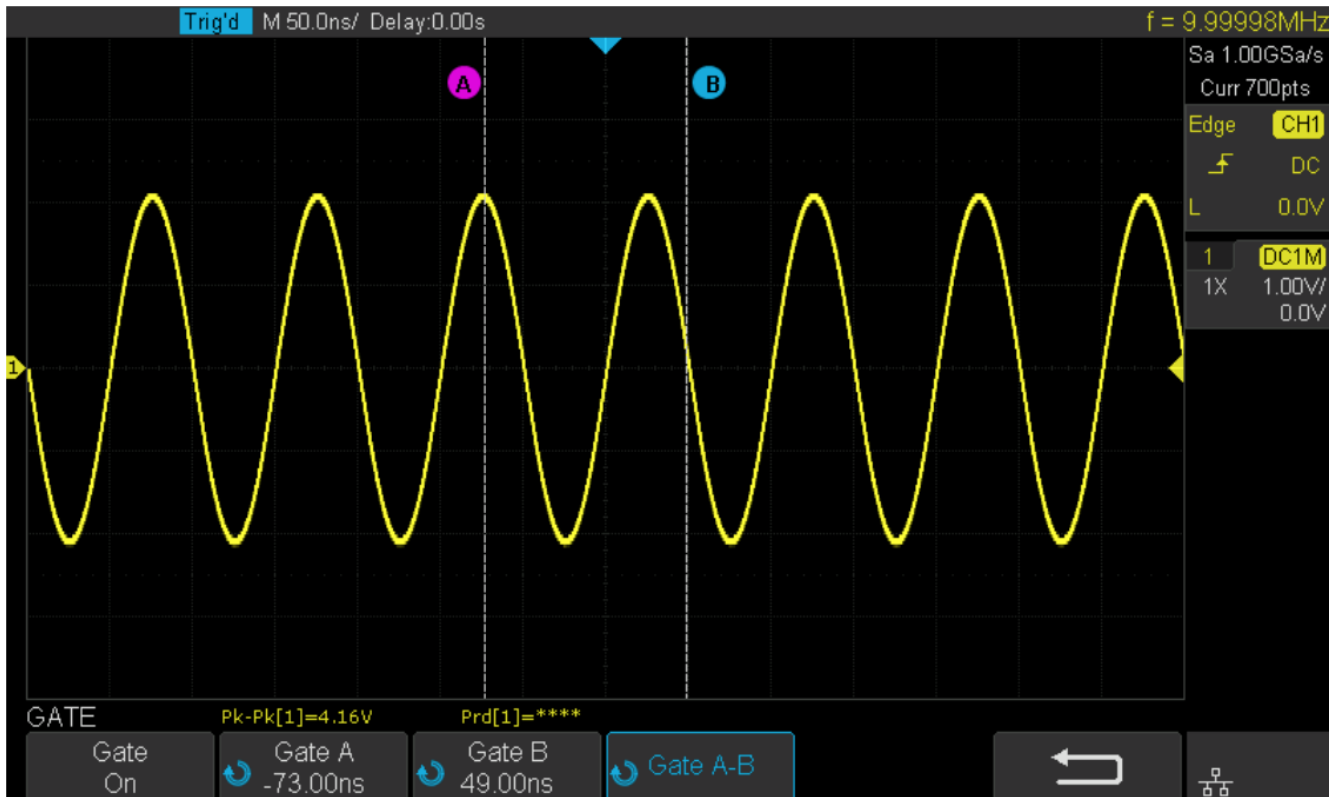 Trig'd M 50.0ns/ Delay:0.00s f = 9.99998MHz
Sa 1.00GSa/s
Curr 700pts
A B
Edge CH1
DC
L 0.0V
1 DC1M
1X 1.00V/
0.0V
1
GATE Pk-Pk[1]=4.16V Prd[1]=****
Gate Gate A Gate B Gate A-B
On -73.00ns 49.00ns